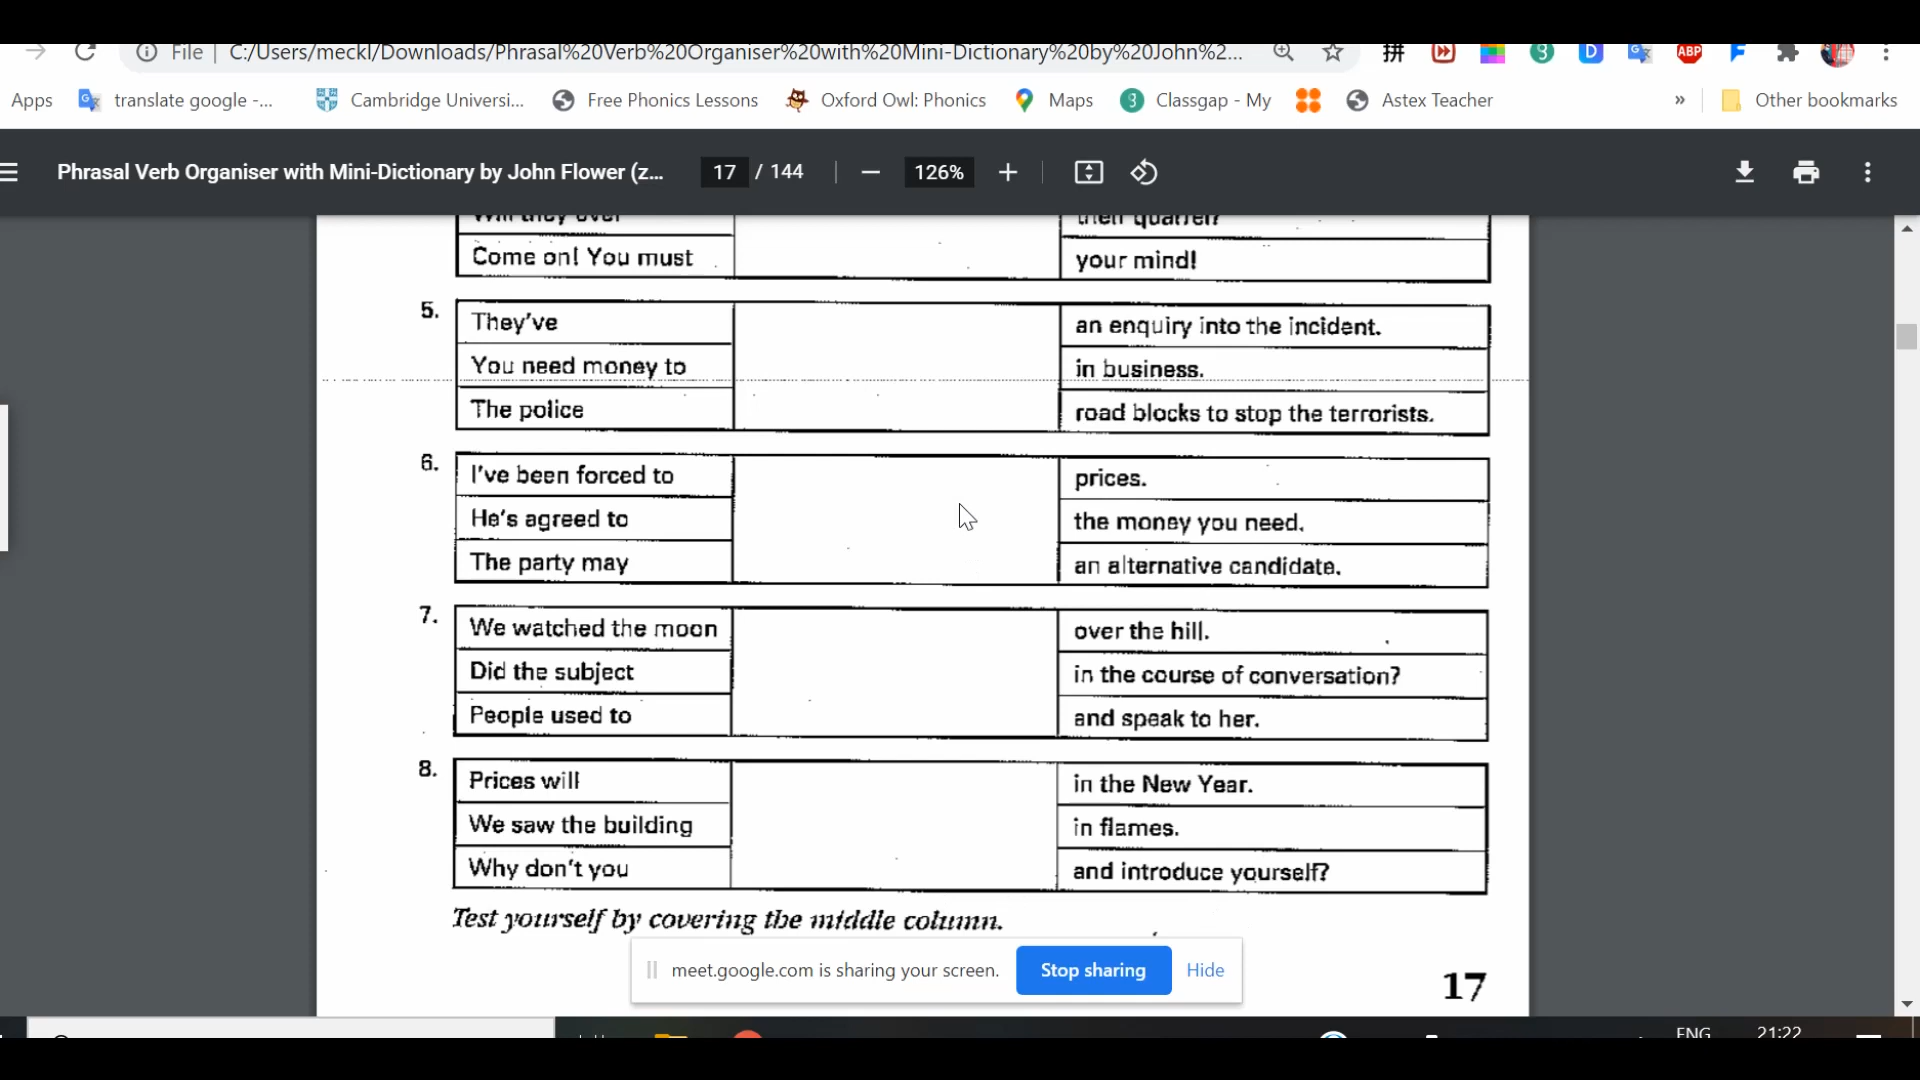 File C:/Users/meckl/Downloads/Phrasal%20Verb%20Organiser%20with%20Mini-Dictionary%20by%20John%2...
Apps translate google -... Cambridge Universi... Free Phonics Lessons Oxford Owl: Phonics Maps Classgap - My Astex Teacher » Other bookmarks
Phrasal Verb Organiser with Mini-Dictionary by John Flower (z... 17 / 144 126%
Will they ever their quarrel?
Come on! You must your mind!
5. They've an enquiry into the incident.
You need money to in business.
The police road blocks to stop the terrorists.
6. I've been forced to prices.
He's agreed to the money you need.
The party may an alternative candidate.
7. We watched the moon over the hill.
Did the subject in the course of conversation?
People used to and speak to her.
8. Prices will in the New Year.
We saw the building in flames.
Why don't you and introduce yourself?
Test yourself by covering the middle column.
meet.google.com is sharing your screen. Stop sharing Hide
17
ENG 21:22